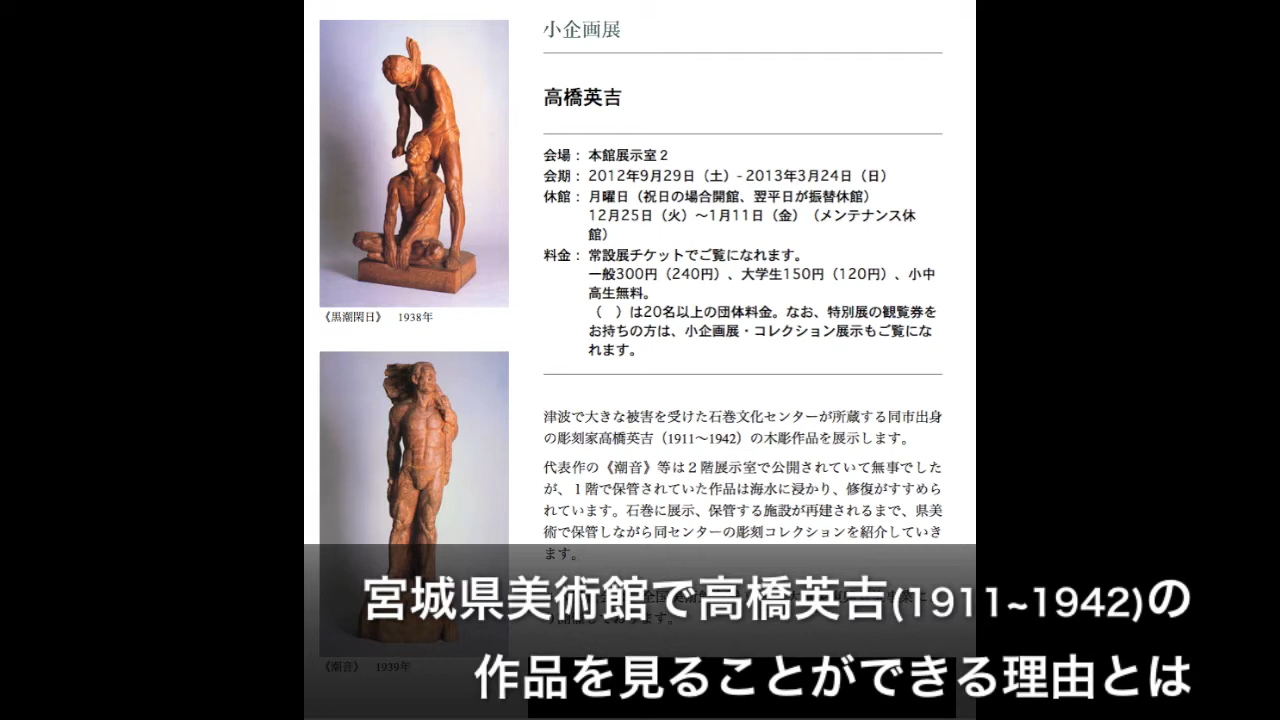 小企画展
高橋英吉
会場： 本館展示室２
会期： 2012年9月29日（土）- 2013年3月24日（日）
休館： 月曜日（祝日の場合開館、翌平日が振替休館）
12月25日（火）～1月11日（金）（メンテナンス休
館）
料金： 常設展チケットでご覧になれます。
一般300円（240円）、大学生150円（120円）、小中
高生無料。
（　）は20名以上の団体料金。なお、特別展の観覧券を
お持ちの方は、小企画展・コレクション展示もご覧にな
れます。
《黒潮閑日》　1938年
津波で大きな被害を受けた石巻文化センターが所蔵する同市出身
の彫刻家高橋英吉（1911～1942）の木彫作品を展示します。
代表作の《潮音》等は２階展示室で公開されていて無事でした
が、１階で保管されていた作品は海水に浸かり、修復がすすめら
れています。石巻に展示、保管する施設が再建されるまで、県美
術で保管しながら同センターの彫刻コレクションを紹介していき
ます。
《潮音》　1939年
宮城県美術館で高橋英吉(1911~1942)の
作品を見ることができる理由とは